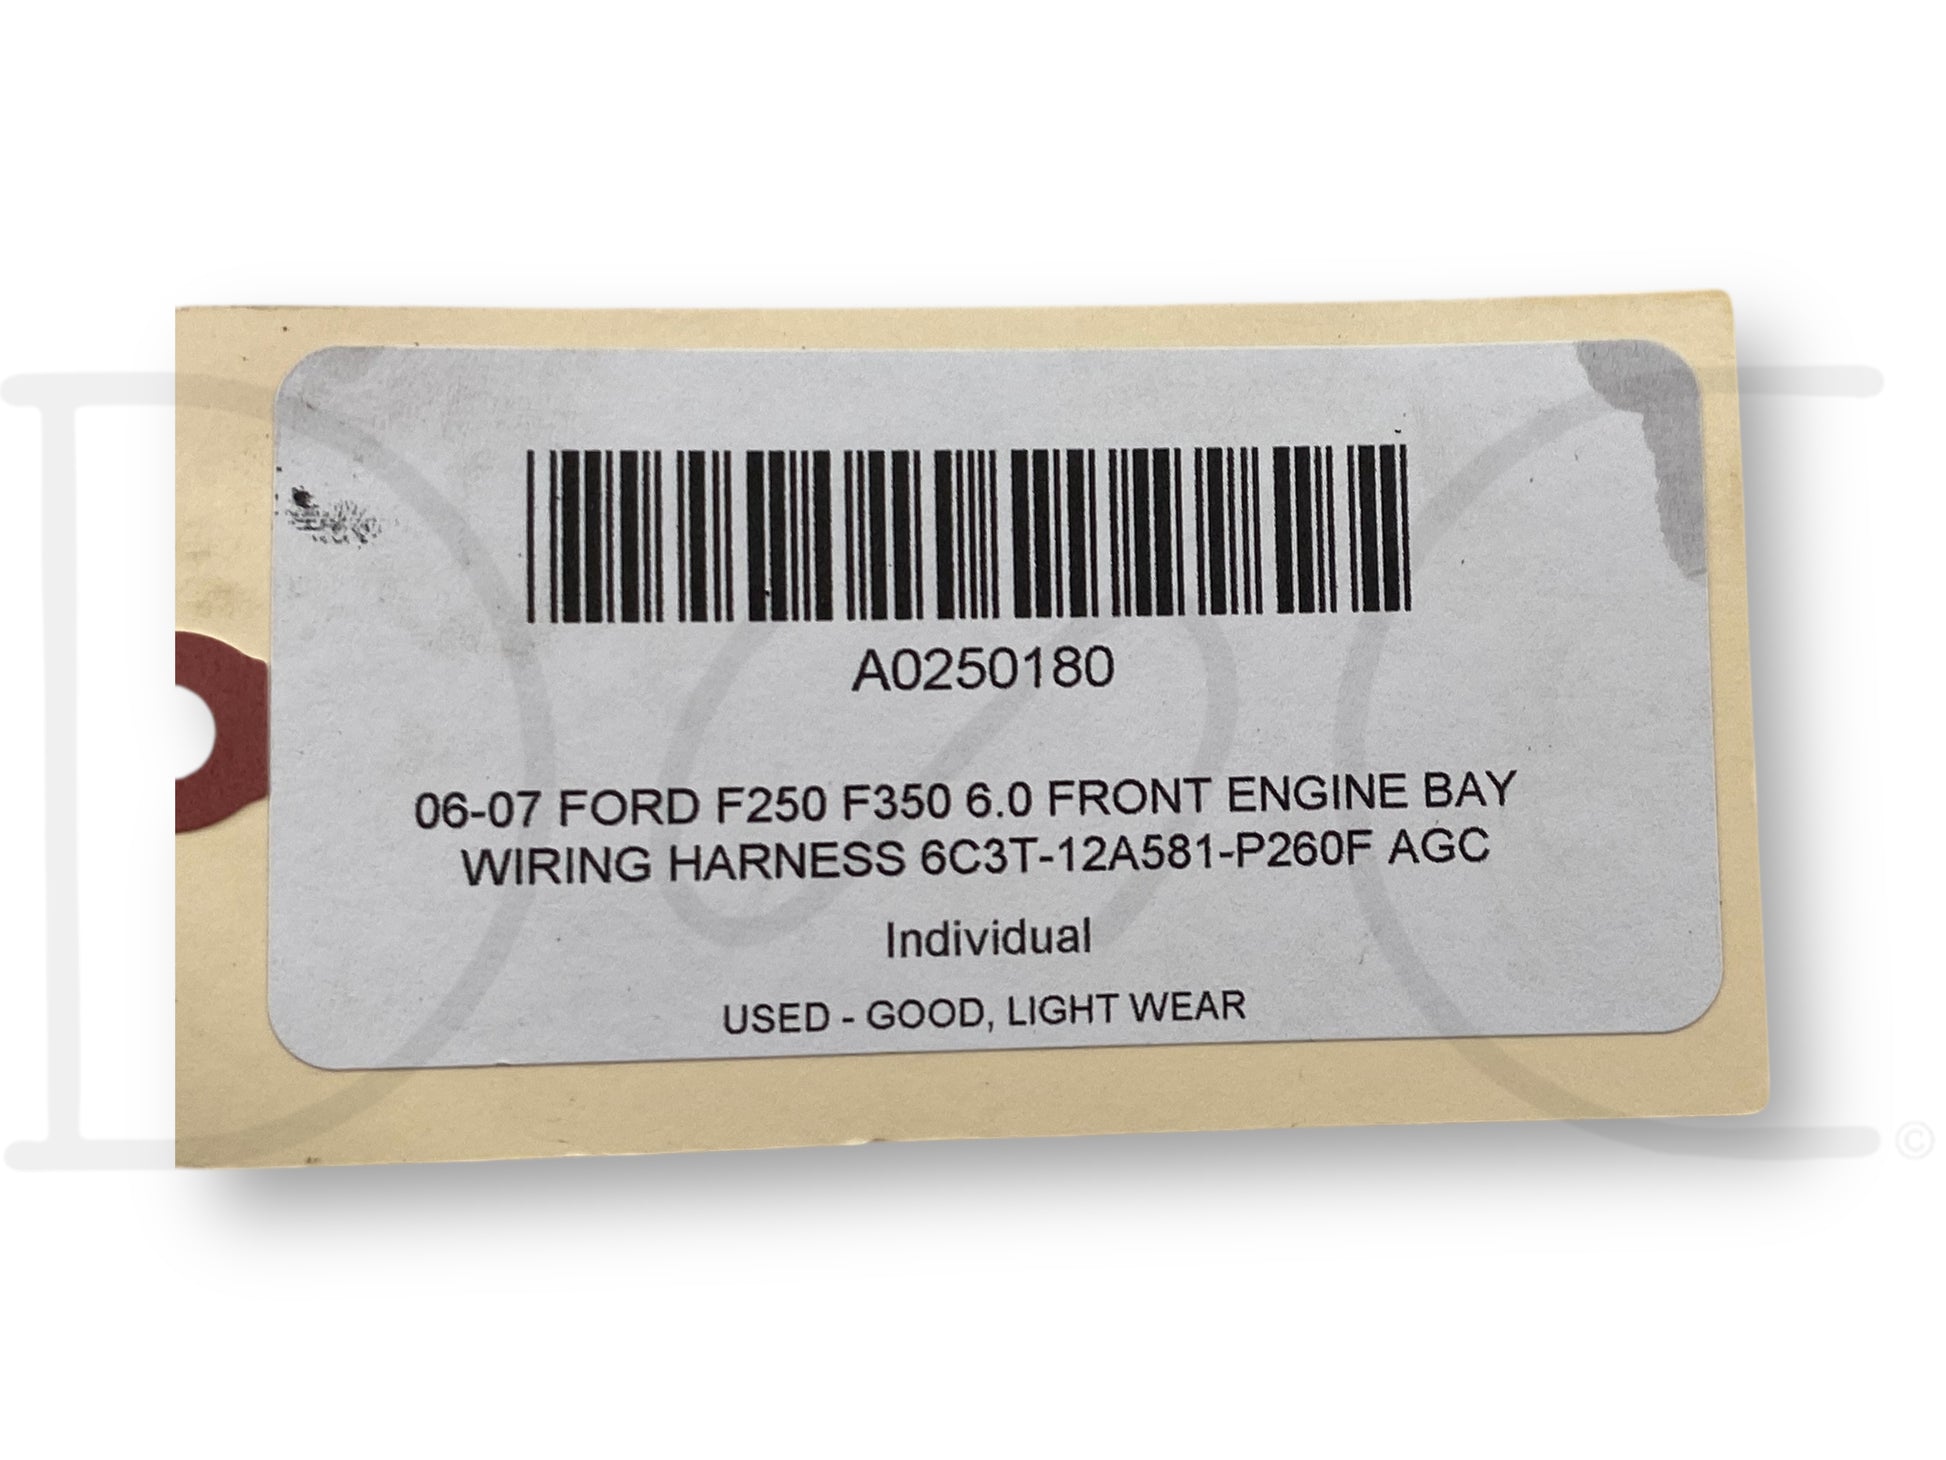 A0250180
06-07 FORD F250 F350 6.0 FRONT ENGINE BAY
WIRING HARNESS 6C3T-12A581-P260F AGC
Individual
USED - GOOD, LIGHT WEAR
©